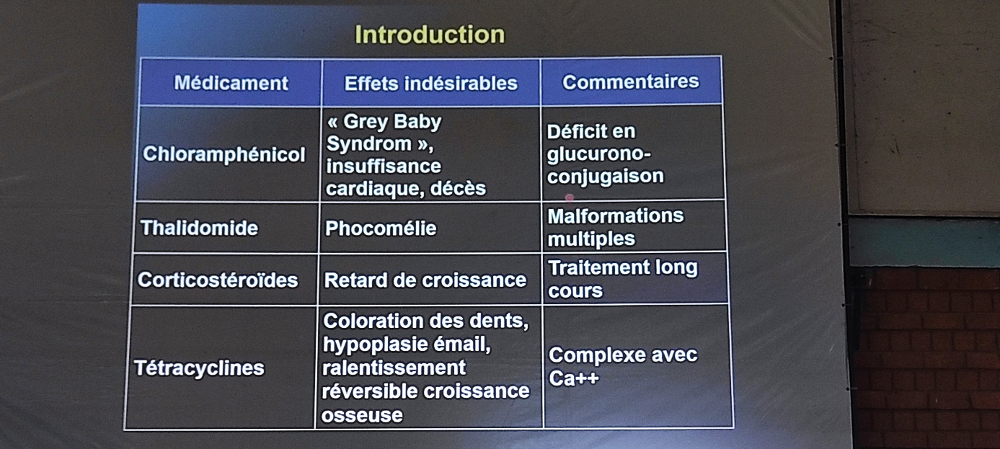 Introduction
Médicament
Effets indésirables
Commentaires
Chloramphénicol
« Grey Baby
Syndrom »,
insuffisance
cardiaque, décès
Déficit en
glucurono-
conjugaison
Thalidomide
Phocomélie
Malformations
multiples
Corticostéroïdes
Retard de croissance
Traitement long
cours
Tétracyclines
Coloration des dents,
hypoplasie émail,
ralentissement
réversible croissance
osseuse
Complexe avec
Ca++